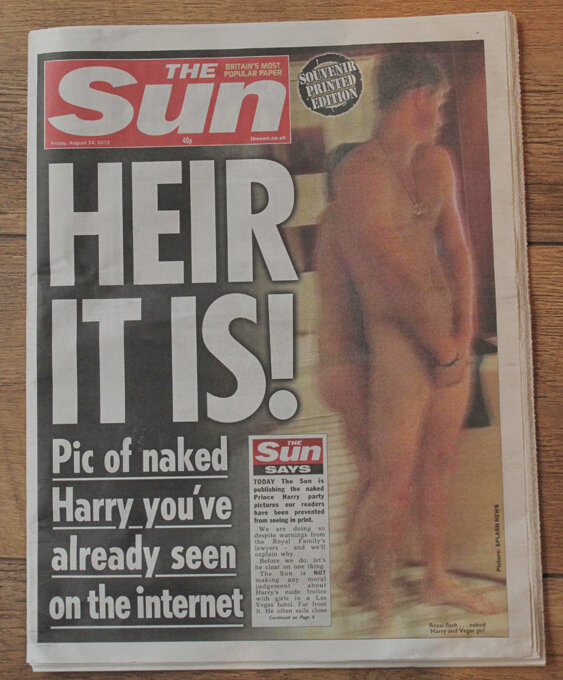 THE
Sun
BRITAIN'S MOST
POPULAR PAPER
Friday, August 24, 2012
40p
thesun.co.uk
SOUVENIR
PRINTED
EDITION
HEIR
IT IS!
Pic of naked
Harry you've
already seen
on the internet
THE
Sun
SAYS
TODAY The Sun is
publishing the naked
Prince Harry party
pictures our readers
have been prevented
from seeing in print.
We are doing so
despite warnings from
the Royal Family's
lawyers – and we'll
explain why.
Before we do, let's
be clear on one thing.
The Sun is NOT
making any moral
judgement about
Harry's nude frolics
with girls in a Las
Vegas hotel. Far from
it. He often sails close
Continued on Page 4
Picture: SPLASH NEWS
Royal flush . . . naked
Harry and Vegas girl